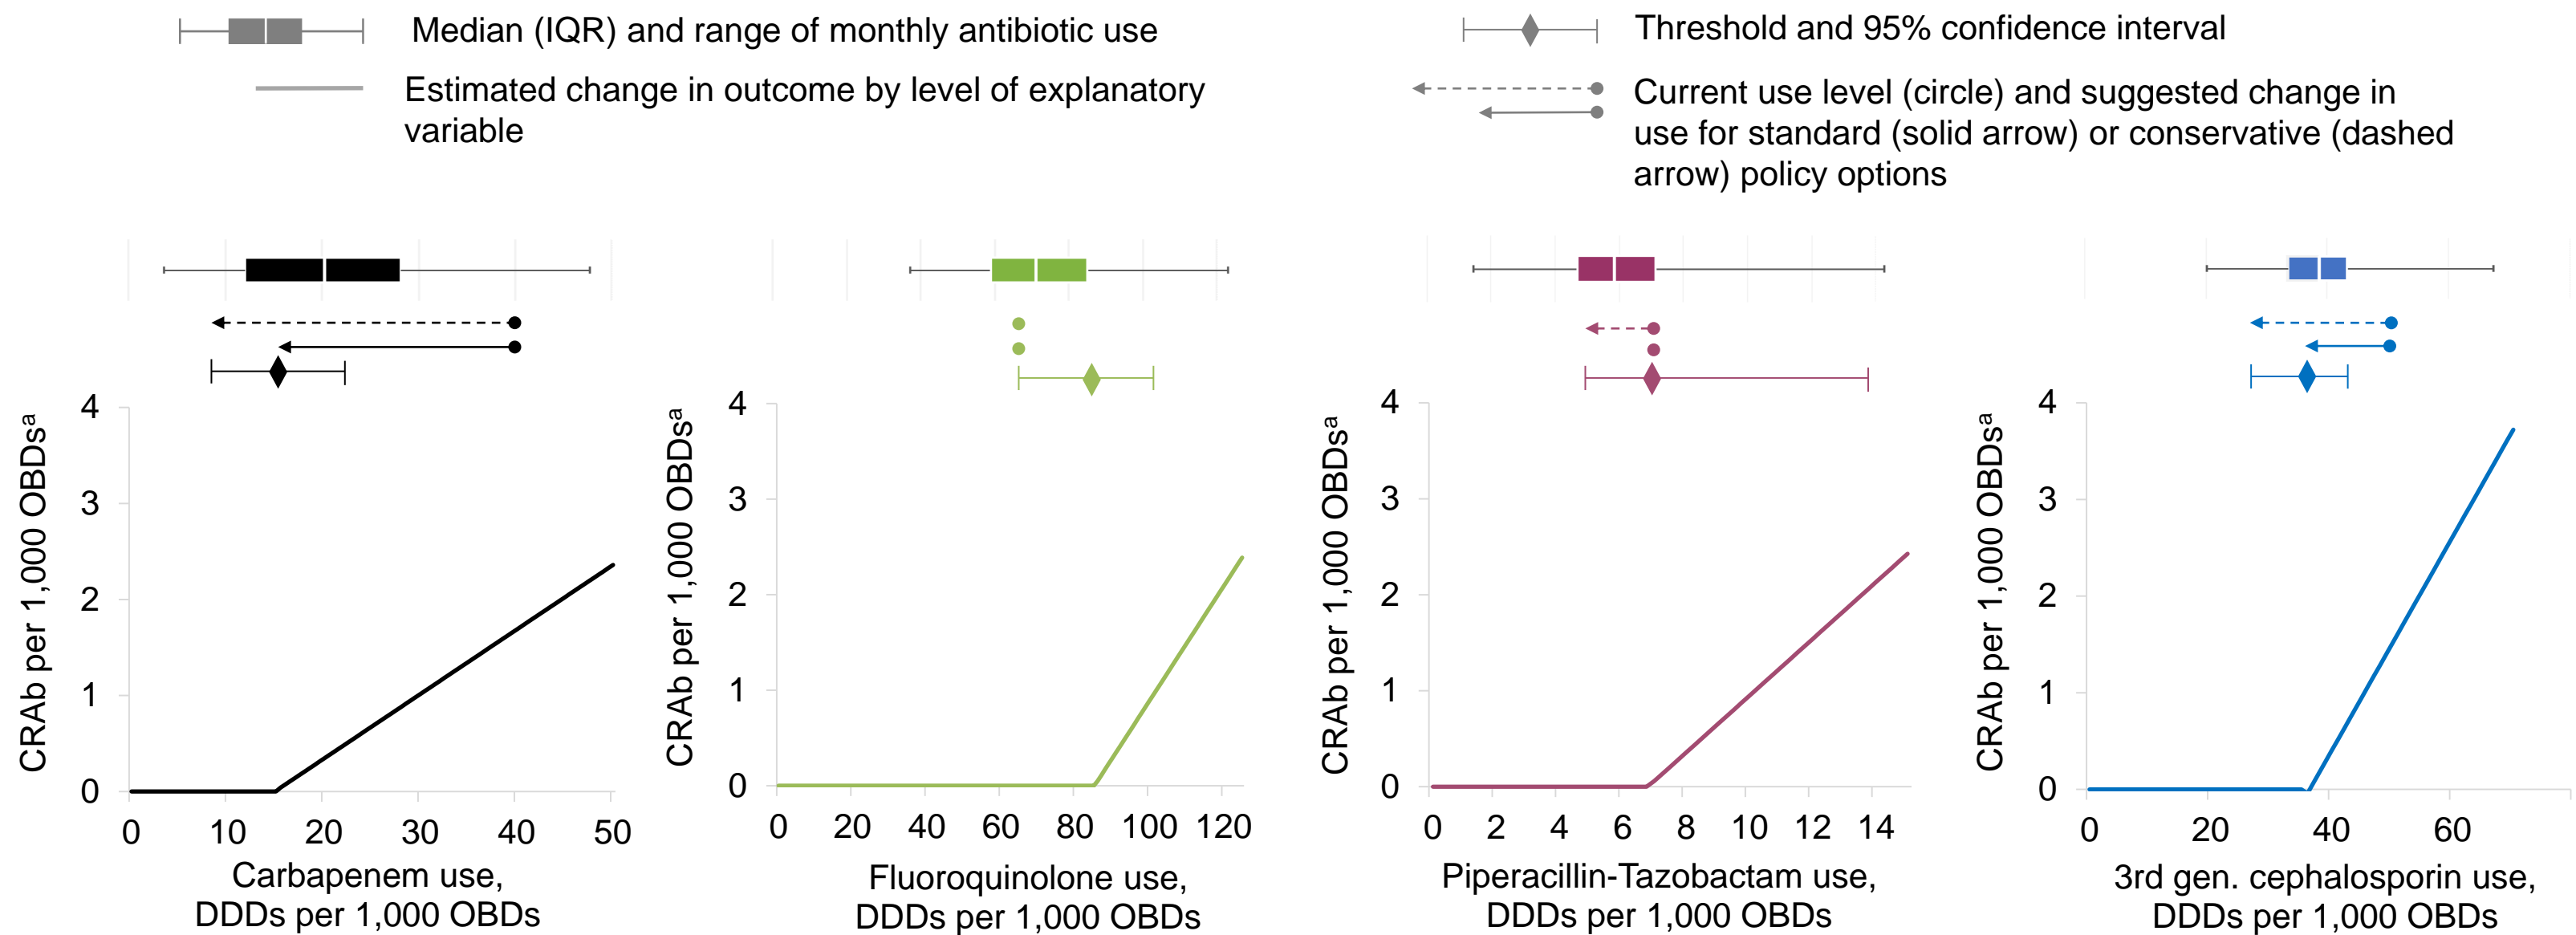 Median (IQR) and range of monthly antibiotic use
Estimated change in outcome by level of explanatory
variable
Threshold and 95% confidence interval
Current use level (circle) and suggested change in
use for standard (solid arrow) or conservative (dashed
arrow) policy options
CRAb per 1,000 OBDsᵃ
4
3
2
1
0
0 10 20 30 40 50
Carbapenem use,
DDDs per 1,000 OBDs
CRAb per 1,000 OBDsᵃ
4
3
2
1
0
0 20 40 60 80 100 120
Fluoroquinolone use,
DDDs per 1,000 OBDs
CRAb per 1,000 OBDsᵃ
4
3
2
1
0
0 2 4 6 8 10 12 14
Piperacillin-Tazobactam use,
DDDs per 1,000 OBDs
CRAb per 1,000 OBDsᵃ
4
3
2
1
0
0 20 40 60
3rd gen. cephalosporin use,
DDDs per 1,000 OBDs